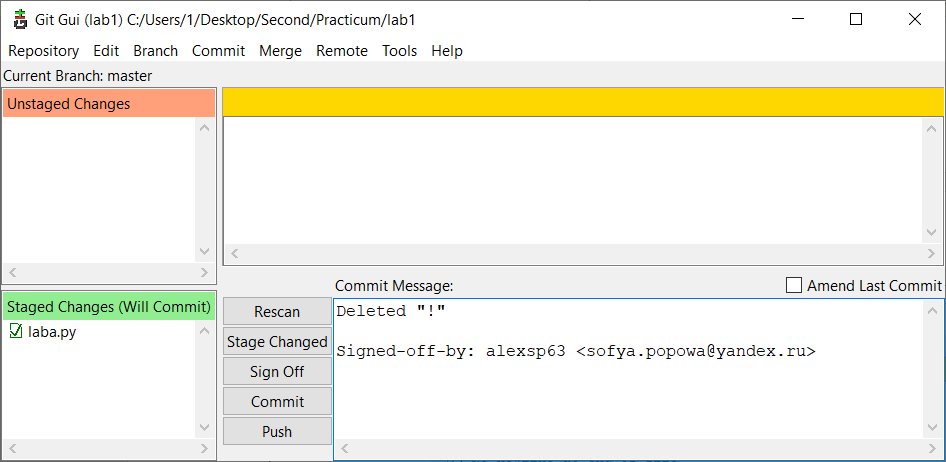 Git Gui (lab1) C:/Users/1/Desktop/Second/Practicum/lab1
Repository Edit Branch Commit Merge Remote Tools Help
Current Branch: master
Unstaged Changes
Staged Changes (Will Commit)
laba.py
Rescan
Stage Changed
Sign Off
Commit
Push
Commit Message:
Amend Last Commit
Deleted "!"
Signed-off-by: alexsp63 <sofya.popowa@yandex.ru>